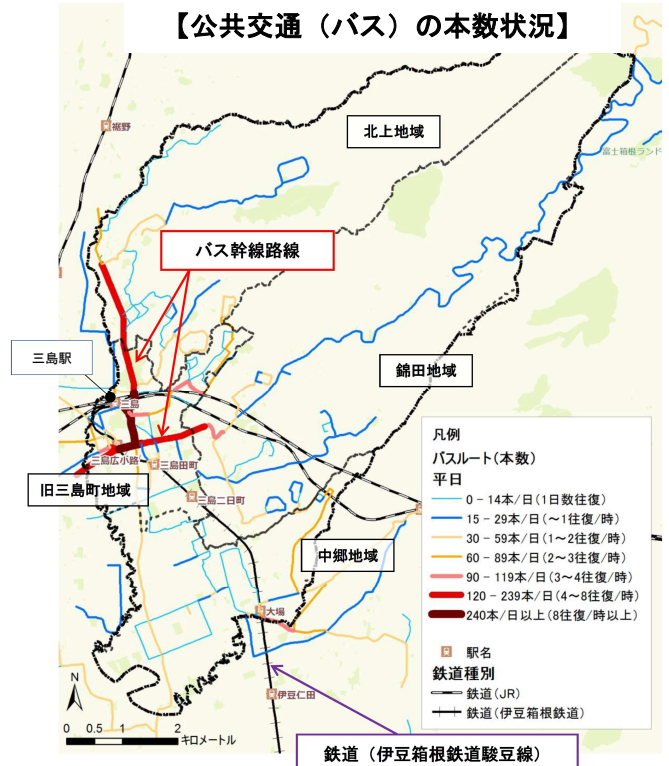 【公共交通（バス）の本数状況】
裾野
北上地域
富士箱根ランド
バス幹線路線
三島駅
三島
錦田地域
三島広小路
三島田町
旧三島町地域
三島二日町
中郷地域
大場
伊豆仁田
凡例
バスルート(本数)
平日
0 - 14本/日(1日数往復)
15 - 29本/日(～1往復/時)
30 - 59本/日(1～2往復/時)
60 - 89本/日(2～3往復/時)
90 - 119本/日(3～4往復/時)
120 - 239本/日(4～8往復/時)
240本/日以上(8往復/時以上)
駅名
鉄道種別
鉄道(JR)
鉄道(伊豆箱根鉄道)
N
0 0.5 1 2
キロメートル
鉄道（伊豆箱根鉄道駿豆線）